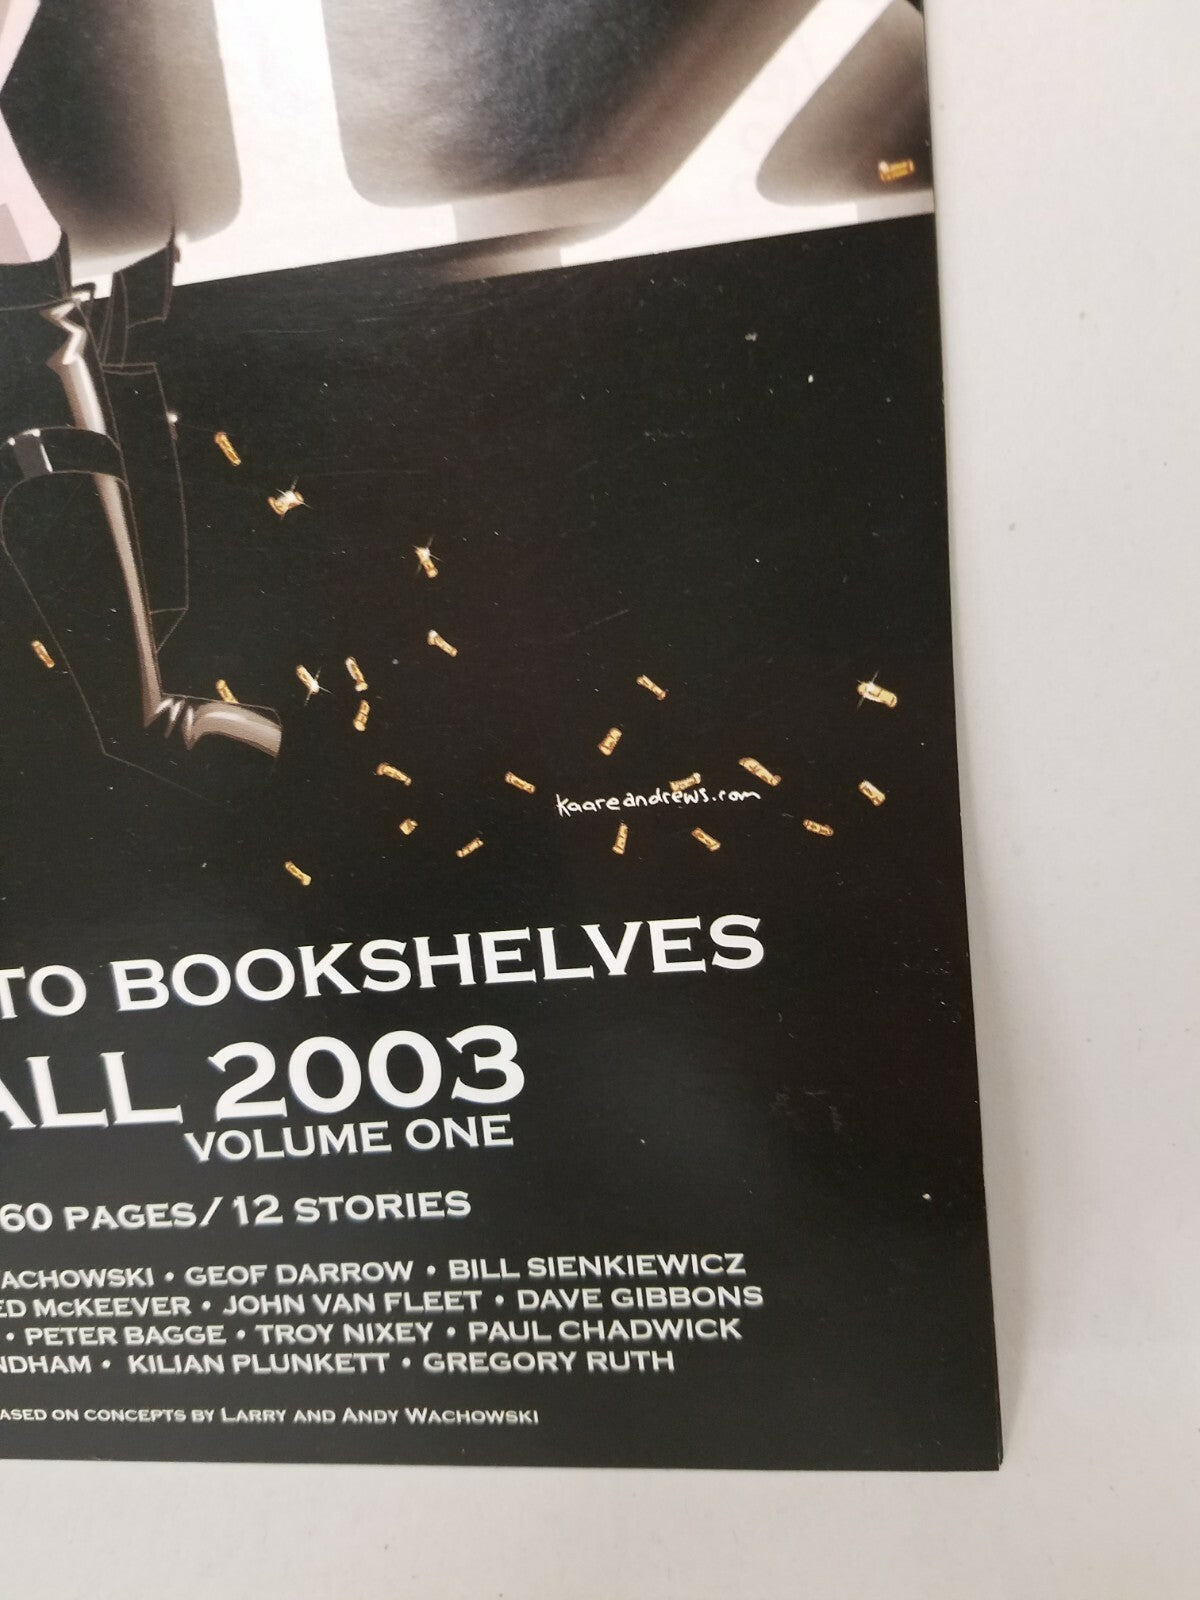 kaareandrews.com
TO BOOKSHELVES
ALL 2003
VOLUME ONE
60 PAGES/12 STORIES
ACHOWSKI • GEOF DARROW • BILL SIENKIEWICZ
ED McKEEVER • JOHN VAN FLEET • DAVE GIBBONS
• PETER BAGGE • TROY NIXEY • PAUL CHADWICK
NDHAM • KILIAN PLUNKETT • GREGORY RUTH
ASED ON CONCEPTS BY LARRY AND ANDY WACHOWSKI